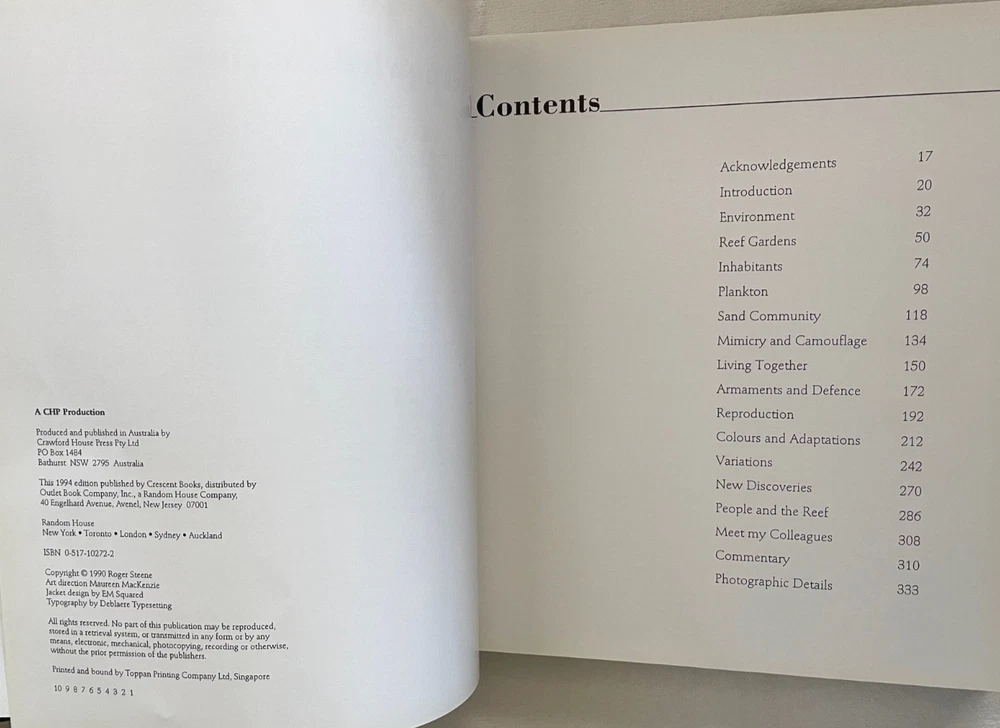 A CHP Production
Produced and published in Australia by
Crawford House Press Pty Ltd
PO Box 1484
Bathurst NSW 2795 Australia
This 1994 edition published by Crescent Books, distributed by
Outlet Book Company, Inc., a Random House Company,
40 Engelhard Avenue, Avenel, New Jersey 07001
Random House
New York • Toronto • London • Sydney • Auckland
ISBN 0-517-10272-2
Copyright © 1990 Roger Steene
Art direction Maureen MacKenzie
Jacket design by EM Squared
Typography by Deblaere Typesetting
All rights reserved. No part of this publication may be reproduced,
stored in a retrieval system, or transmitted in any form or by any
means, electronic, mechanical, photocopying, recording or otherwise,
without the prior permission of the publishers.
Printed and bound by Toppan Printing Company Ltd, Singapore
10 9 8 7 6 5 4 3 2 1
Contents
Acknowledgements 17
Introduction 20
Environment 32
Reef Gardens 50
Inhabitants 74
Plankton 98
Sand Community 118
Mimicry and Camouflage 134
Living Together 150
Armaments and Defence 172
Reproduction 192
Colours and Adaptations 212
Variations 242
New Discoveries 270
People and the Reef 286
Meet my Colleagues 308
Commentary 310
Photographic Details 333